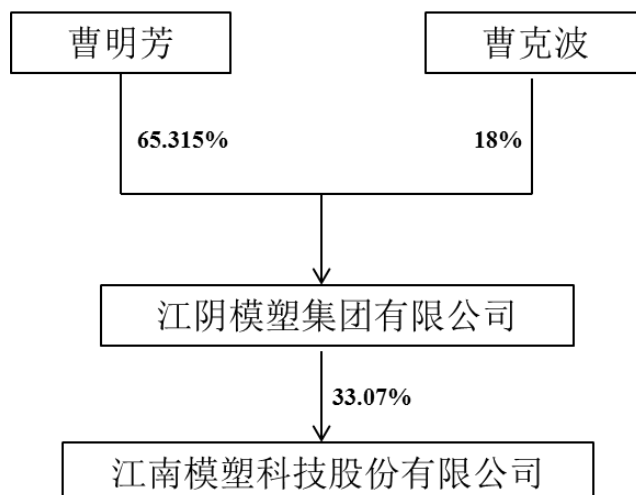 曹明芳
曹克波
65.315%
18%
江阴模塑集团有限公司
33.07%
江南模塑科技股份有限公司